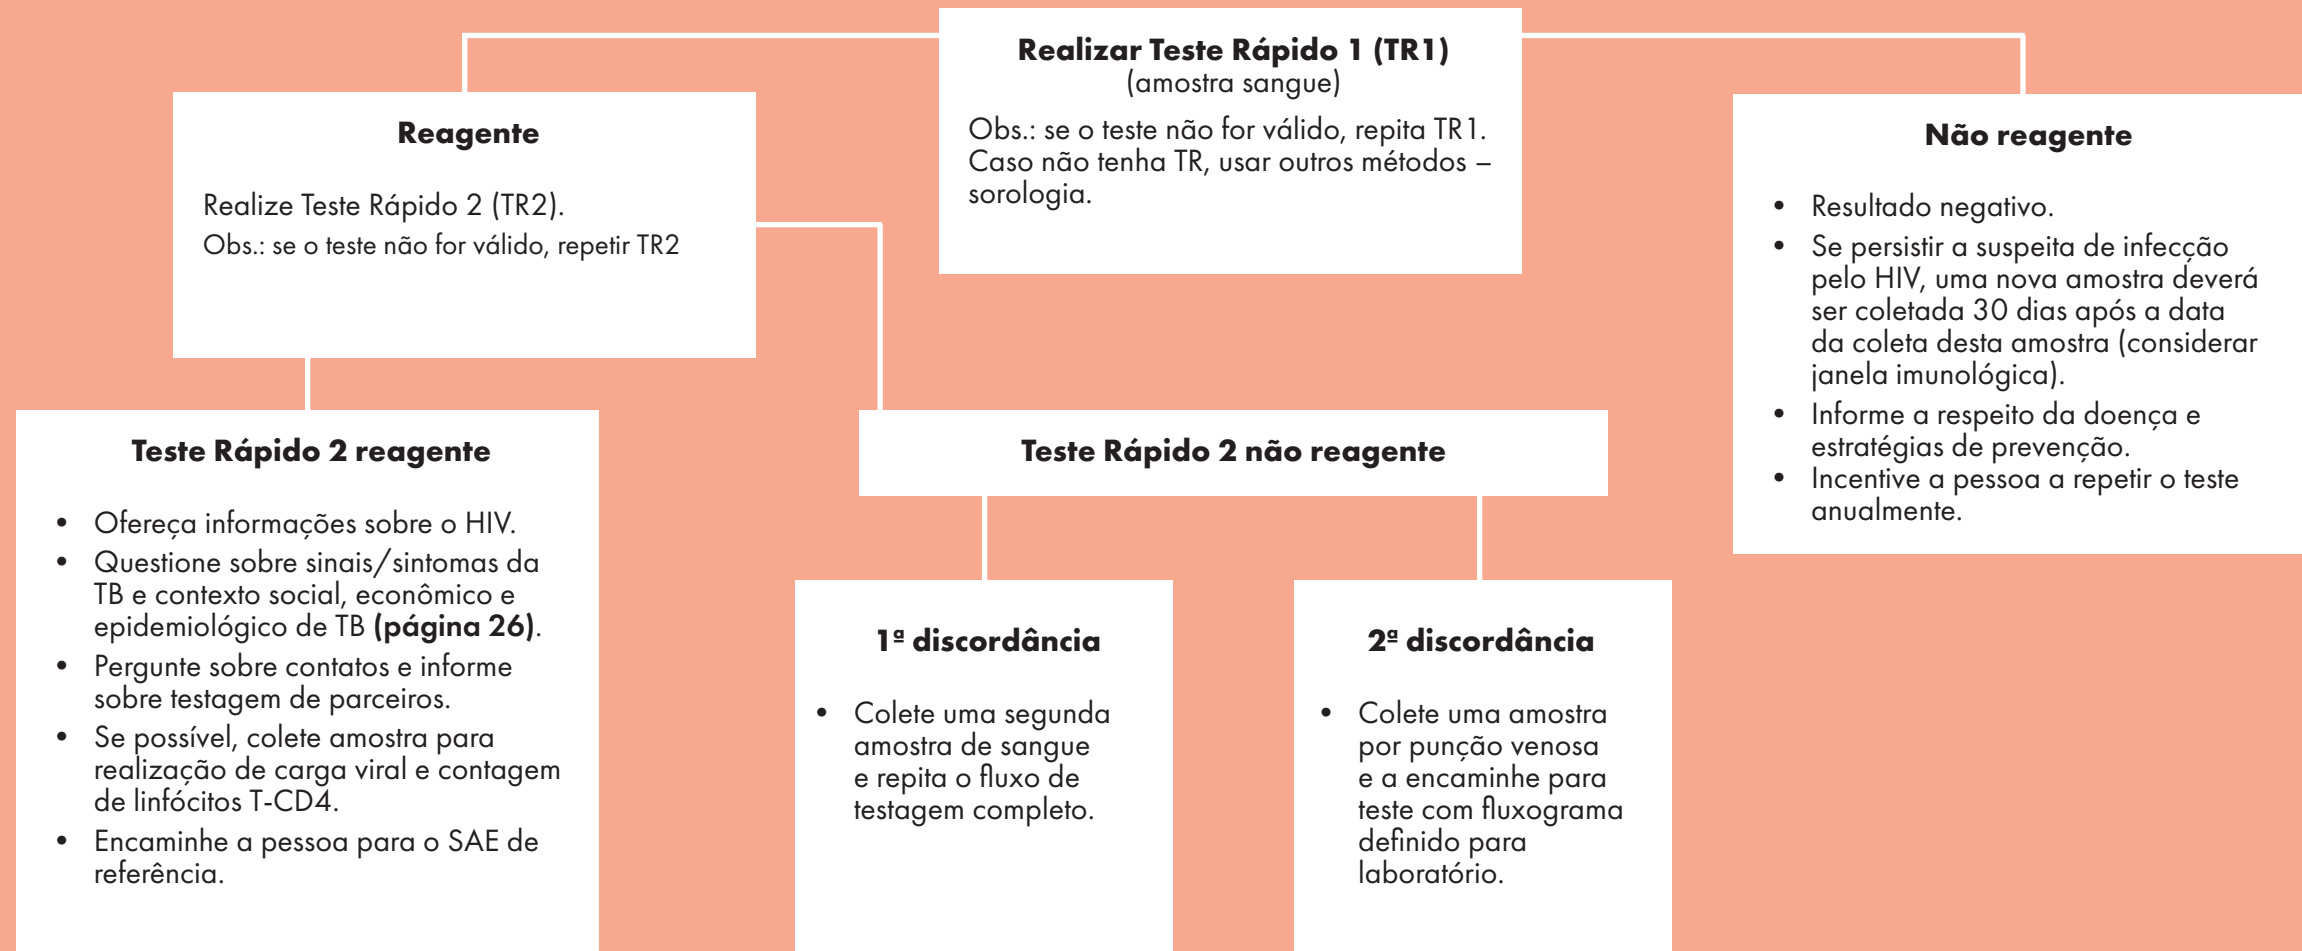 Realizar Teste Rápido 1 (TR1)
(amostra sangue)
Obs.: se o teste não for válido, repita TR1.
Caso não tenha TR, usar outros métodos –
sorologia.
Reagente
Realize Teste Rápido 2 (TR2).
Obs.: se o teste não for válido, repetir TR2
Não reagente
• Resultado negativo.
• Se persistir a suspeita de infecção
pelo HIV, uma nova amostra deverá
ser coletada 30 dias após a data
da coleta desta amostra (considerar
janela imunológica).
• Informe a respeito da doença e
estratégias de prevenção.
• Incentive a pessoa a repetir o teste
anualmente.
Teste Rápido 2 reagente
• Ofereça informações sobre o HIV.
• Questione sobre sinais/sintomas da
TB e contexto social, econômico e
epidemiológico de TB (página 26).
• Pergunte sobre contatos e informe
sobre testagem de parceiros.
• Se possível, colete amostra para
realização de carga viral e contagem
de linfócitos T-CD4.
• Encaminhe a pessoa para o SAE de
referência.
Teste Rápido 2 não reagente
1ª discordância
• Colete uma segunda
amostra de sangue
e repita o fluxo de
testagem completo.
2ª discordância
• Colete uma amostra
por punção venosa
e a encaminhe para
teste com fluxograma
definido para
laboratório.